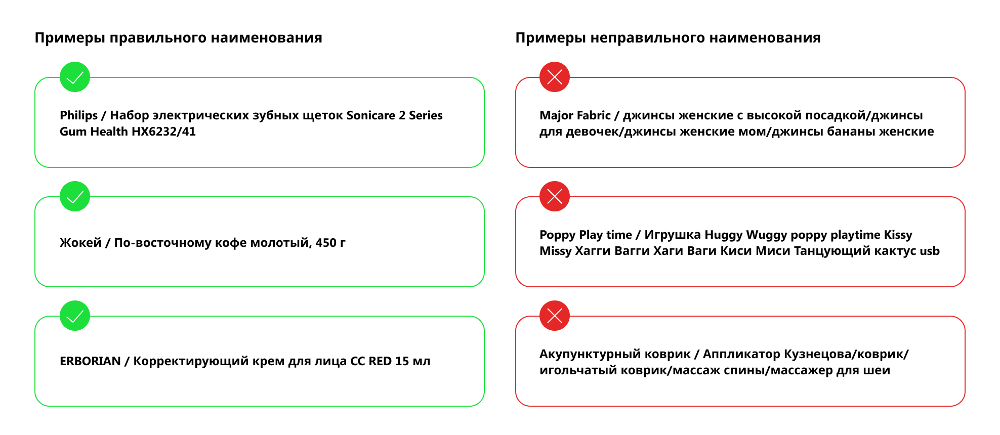 Примеры правильного наименования
Philips / Набор электрических зубных щеток Sonicare 2 Series
Gum Health HX6232/41
Жокей / По-восточному кофе молотый, 450 г
ERBORIAN / Корректирующий крем для лица CC RED 15 мл
Примеры неправильного наименования
Major Fabric / джинсы женские с высокой посадкой/джинсы
для девочек/джинсы женские мом/джинсы бананы женские
Poppy Play time / Игрушка Huggy Wuggy poppy playtime Kissy
Missy Хагги Вагги Хаги Ваги Киси Миси Танцующий кактус usb
Акупунктурный коврик / Аппликатор Кузнецова/коврик/
игольчатый коврик/массаж спины/массажер для шеи